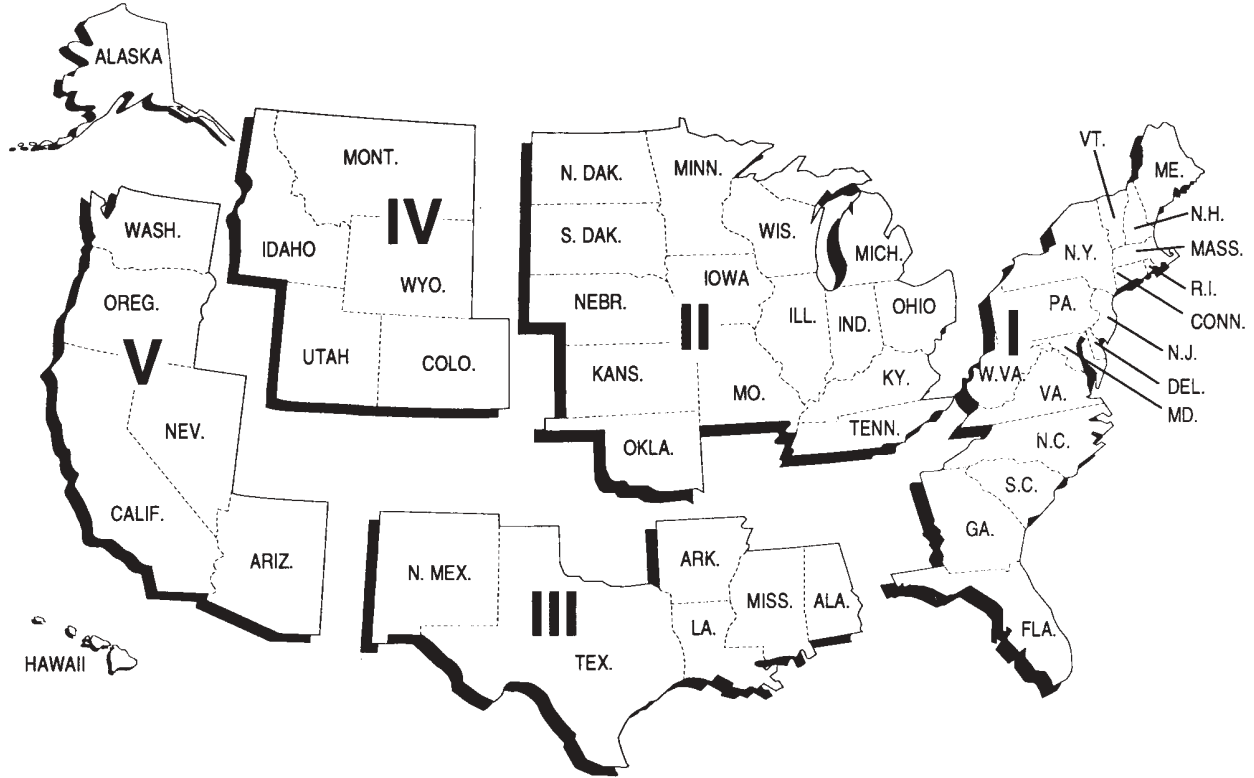 ALASKA
MONT.
IV
IDAHO
WYO.
UTAH
COLO.
WASH.
OREG.
V
NEV.
CALIF.
ARIZ.
HAWAII
N. DAK.
MINN.
S. DAK.
WIS.
MICH.
IOWA
NEBR.
II
ILL.
IND.
OHIO
KANS.
MO.
KY.
OKLA.
TENN.
N. MEX.
III
TEX.
ARK.
LA.
MISS.
ALA.
VT.
ME.
N.H.
MASS.
N.Y.
R.I.
PA.
CONN.
I
N.J.
W.VA.
DEL.
VA.
MD.
N.C.
S.C.
GA.
FLA.